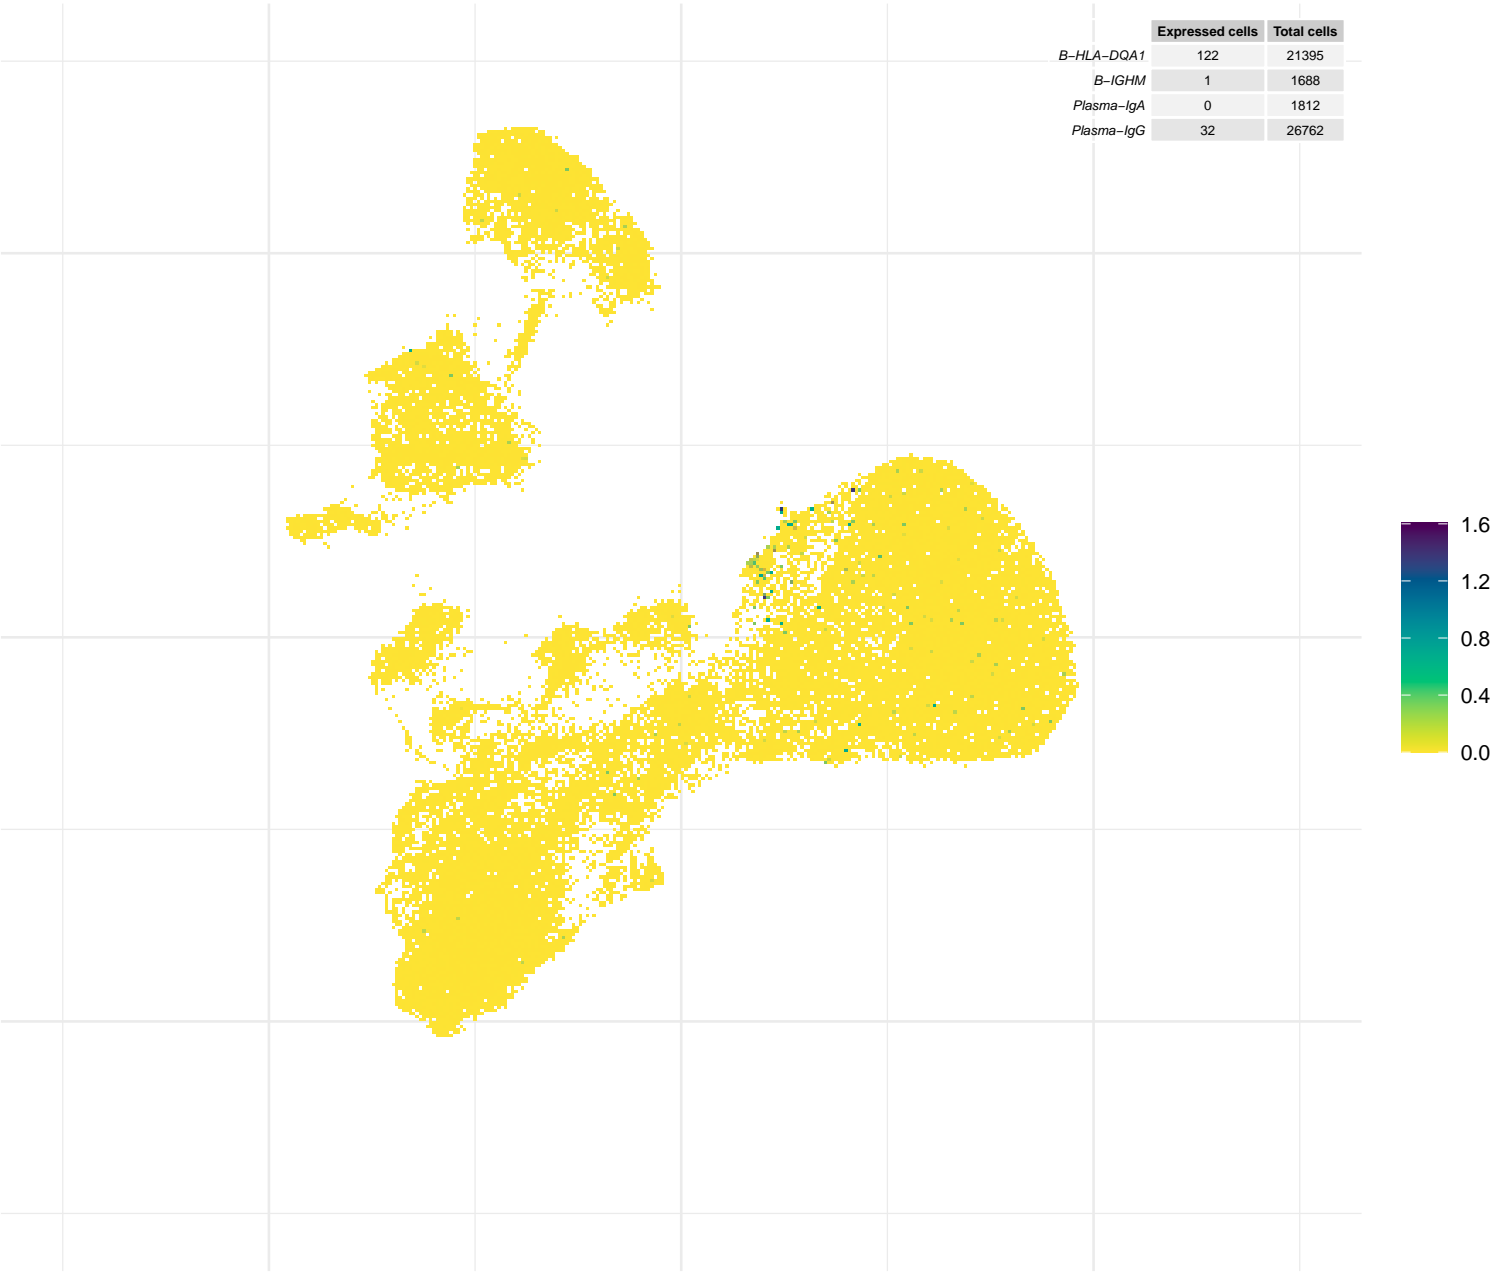 Expressed cells Total cells
B−HLA−DQA1 122 21395
B−IGHM 1 1688
Plasma−IgA 0 1812
Plasma−IgG 32 26762
1.6
1.2
0.8
0.4
0.0